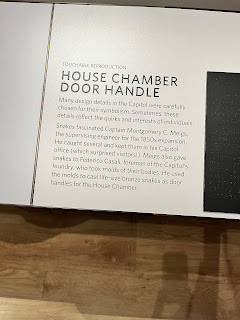 TOUCHABLE REPRODUCTION
HOUSE CHAMBER
DOOR HANDLE
Many design details in the Capitol were carefully
chosen for their symbolism. Sometimes, these
details reflect the quirks and interests of individuals.
Snakes fascinated Captain Montgomery C. Meigs,
the supervising engineer for the 1850s expansion.
He caught several and kept them in his Capitol
office (which surprised visitors!). Meigs also gave
snakes to Federico Casali, foreman of the Capitol's
foundry, who took molds of their bodies. He used
the molds to cast life-size bronze snakes as door
handles for the House Chamber.